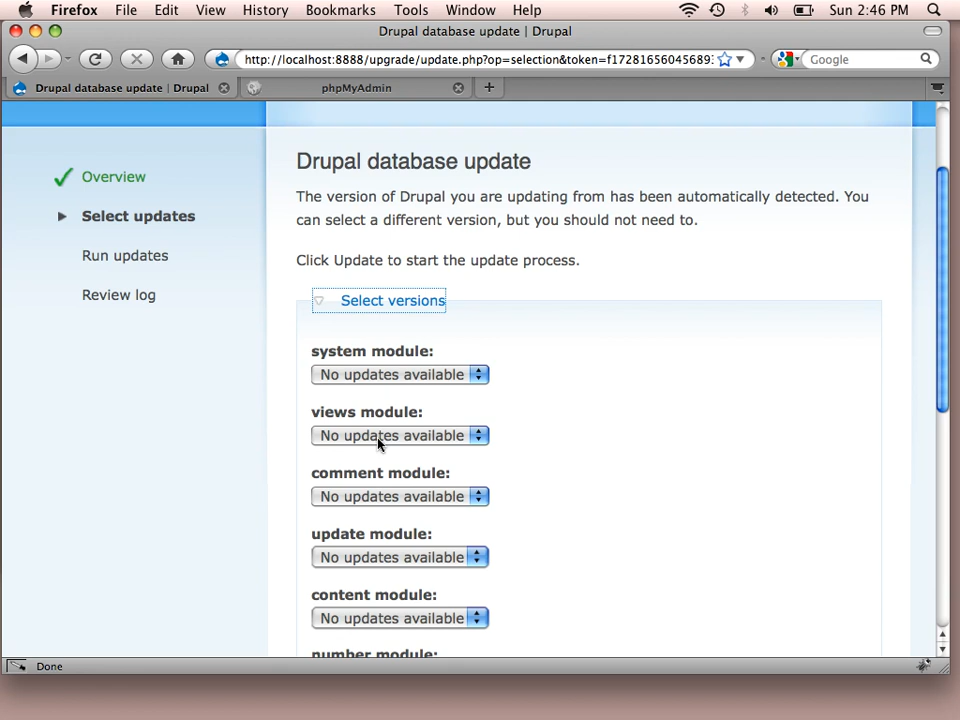 Firefox File Edit View History Bookmarks Tools Window Help Sun 2:46 PM
Drupal database update | Drupal
http://localhost:8888/upgrade/update.php?op=selection&token=f172816560456893
Google
Drupal database update | Drupal
phpMyAdmin
Overview
Select updates
Run updates
Review log
Drupal database update
The version of Drupal you are updating from has been automatically detected. You
can select a different version, but you should not need to.
Click Update to start the update process.
Select versions
system module:
No updates available
views module:
No updates available
comment module:
No updates available
update module:
No updates available
content module:
No updates available
number module:
Done